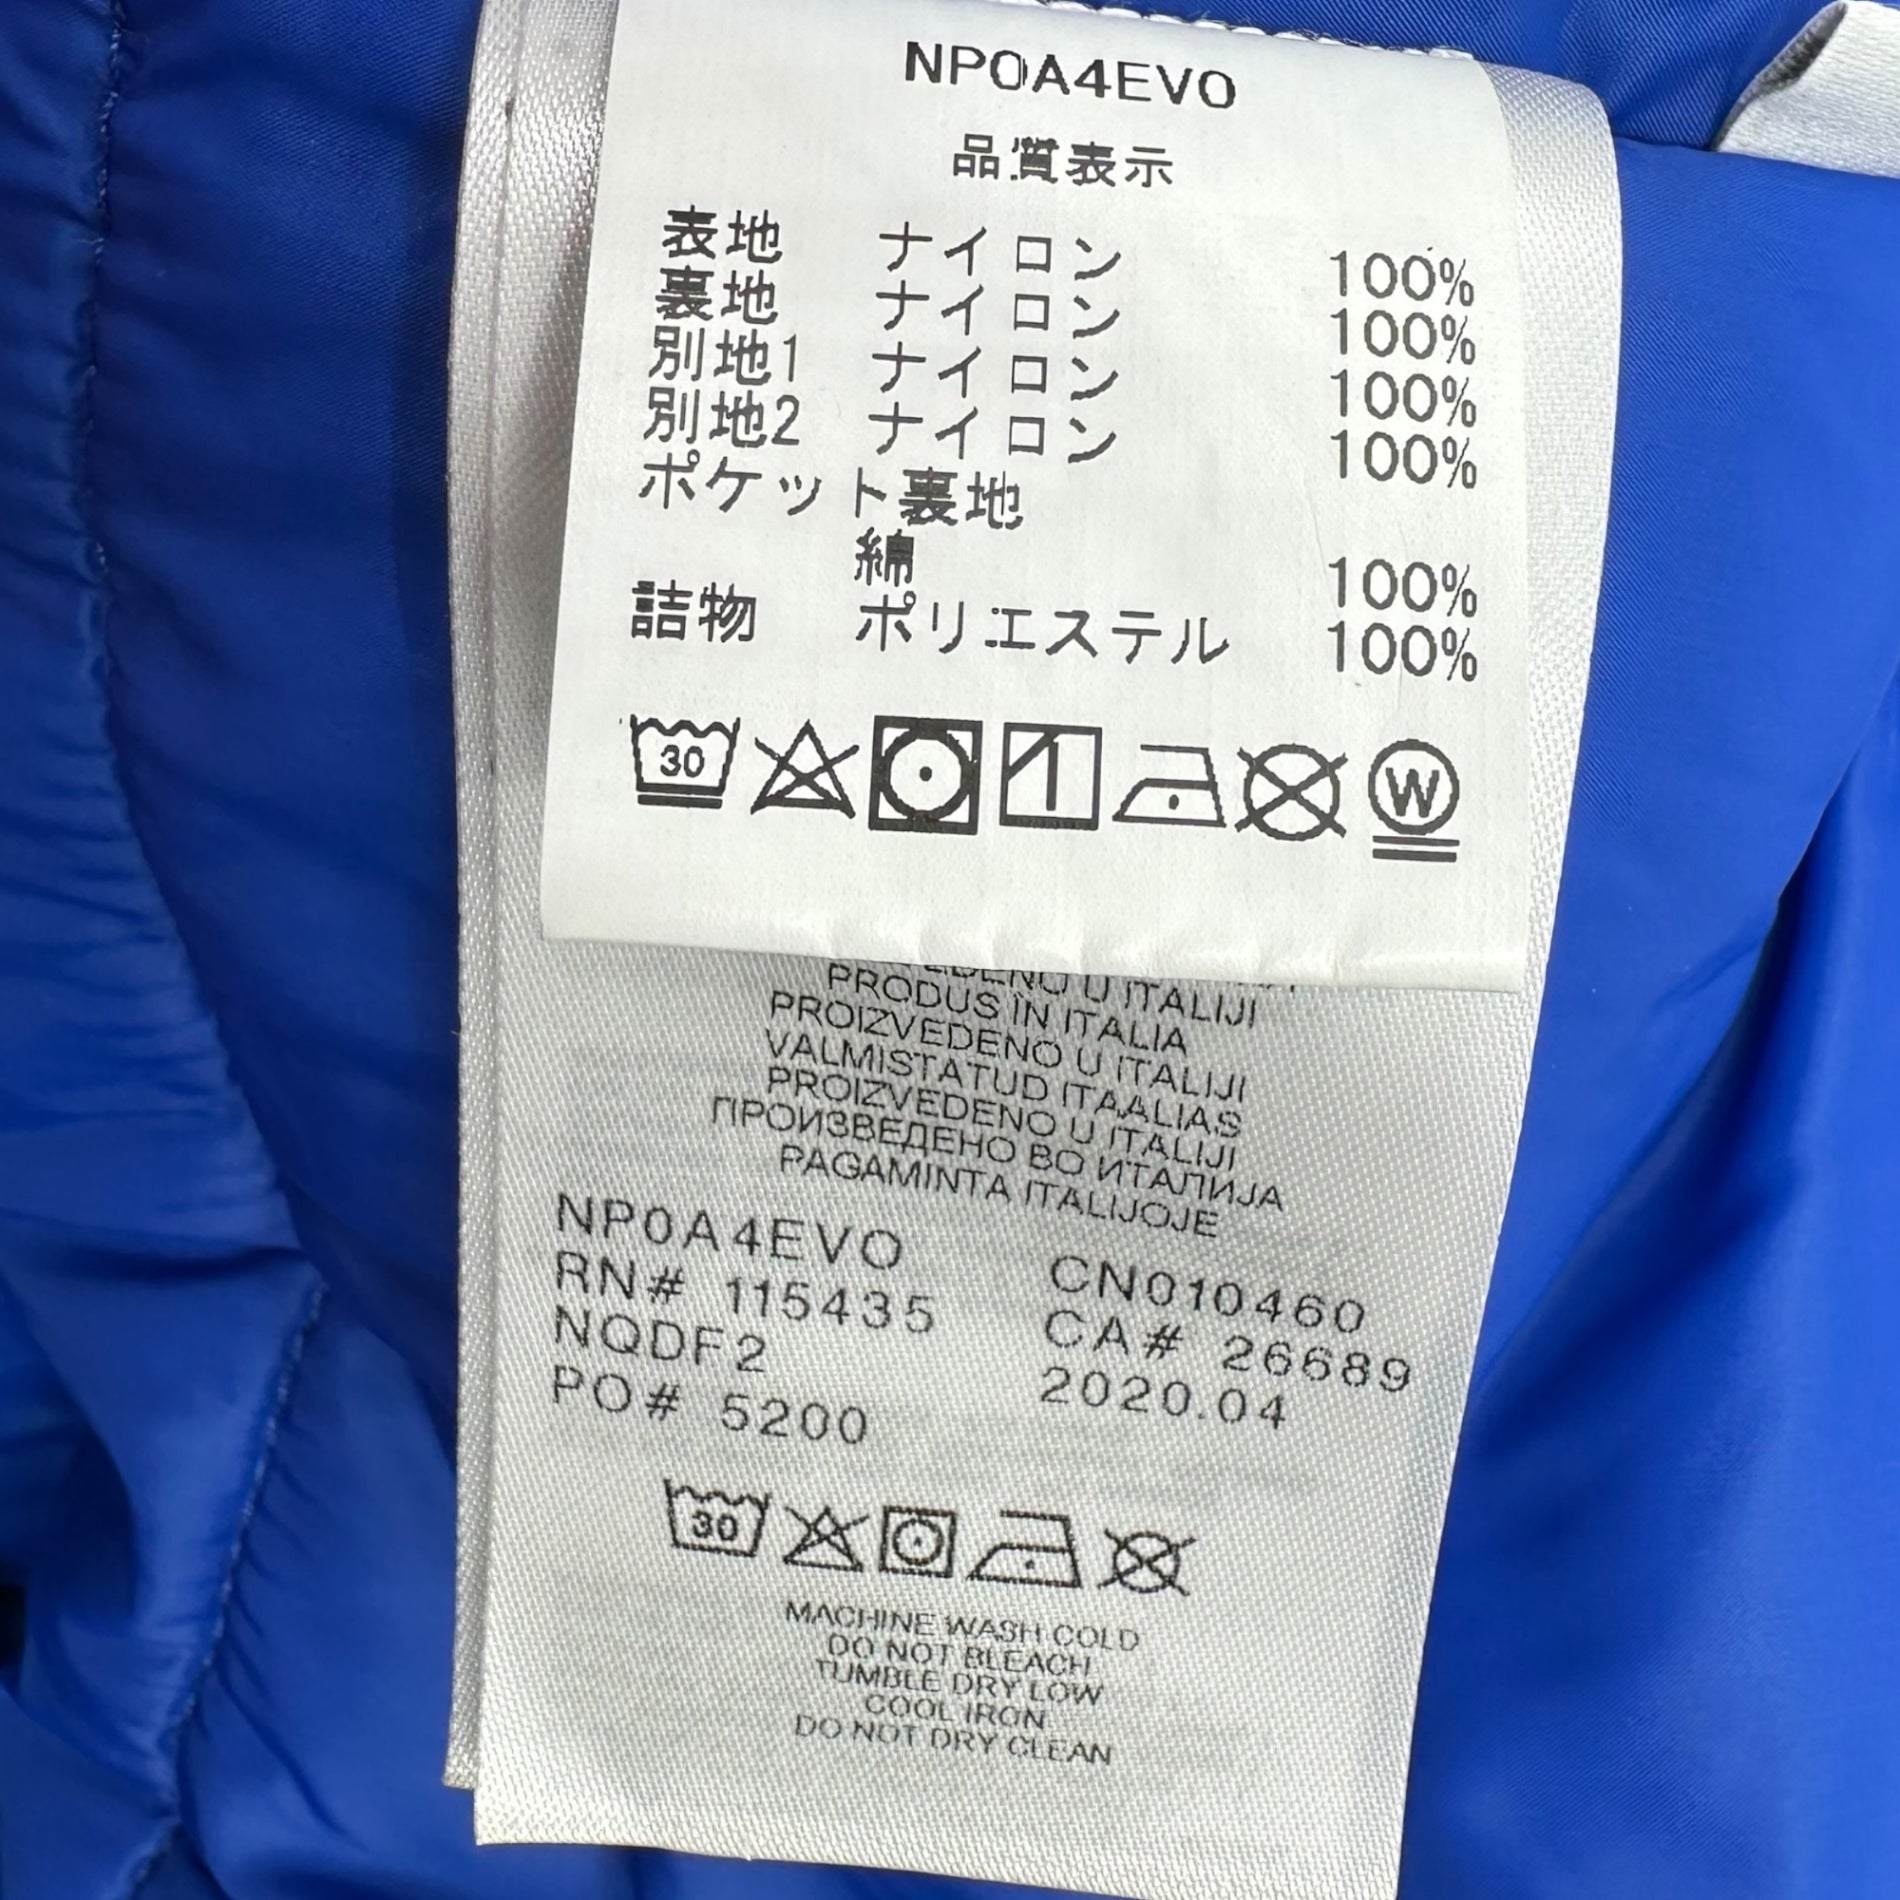 NP0A4EVO
品質表示
表地 ナイロン 100%
裏地 ナイロン 100%
別地1 ナイロン 100%
別地2 ナイロン 100%
ポケット裏地
綿 100%
詰物 ポリエステル 100%
30
W
U ITALIJI
PRODUS ÎN ITALIA
PROIZVEDENO U ITALIJI
VALMISTATUD ITAALIAS
PROIZVEDENO U ITALIJI
ПРОИЗВЕДЕНО ВО ИТАЛИЈА
PAGAMINTA ITALIJOJE
NP0A4EVO CN010460
RN# 115435 CA# 26689
NQDF2 2020.04
PO# 5200
30
MACHINE WASH COLD
DO NOT BLEACH
TUMBLE DRY LOW
COOL IRON
DO NOT DRY CLEAN